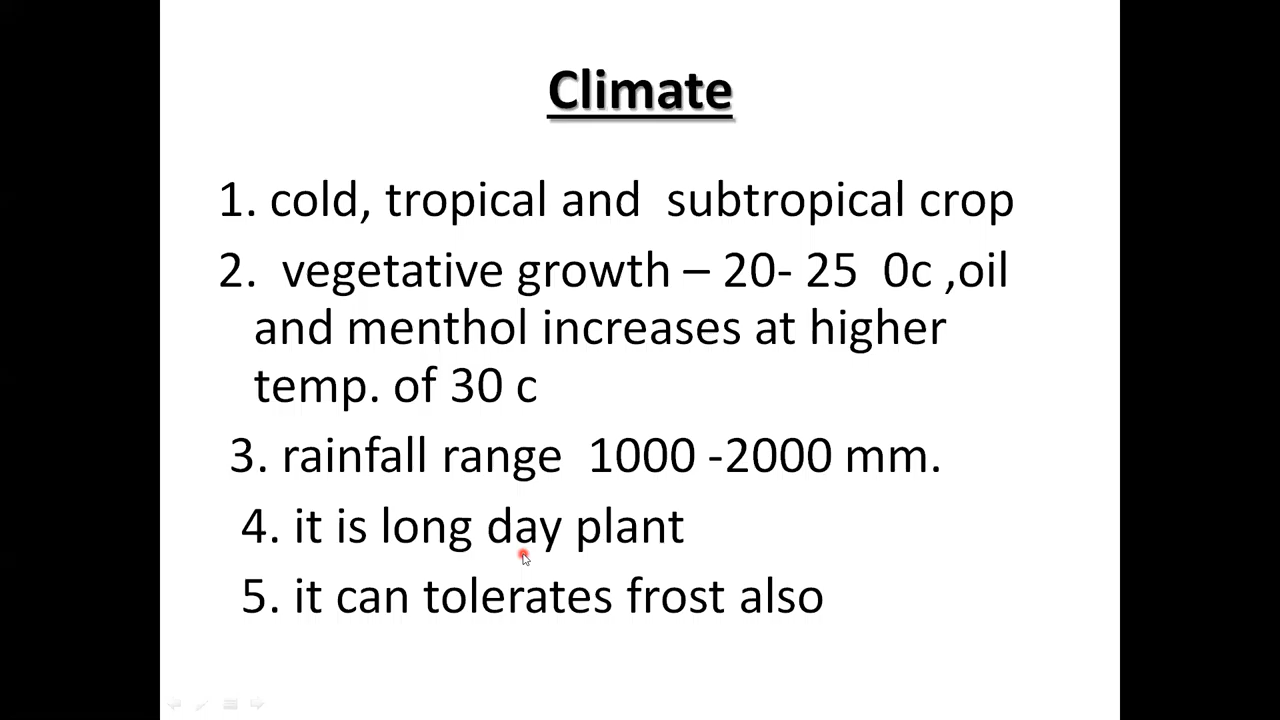 Climate
1. cold, tropical and  subtropical crop
2.  vegetative growth – 20- 25  0c ,oil
and menthol increases at higher
temp. of 30 c
3. rainfall range  1000 -2000 mm.
4. it is long day plant
5. it can tolerates frost also